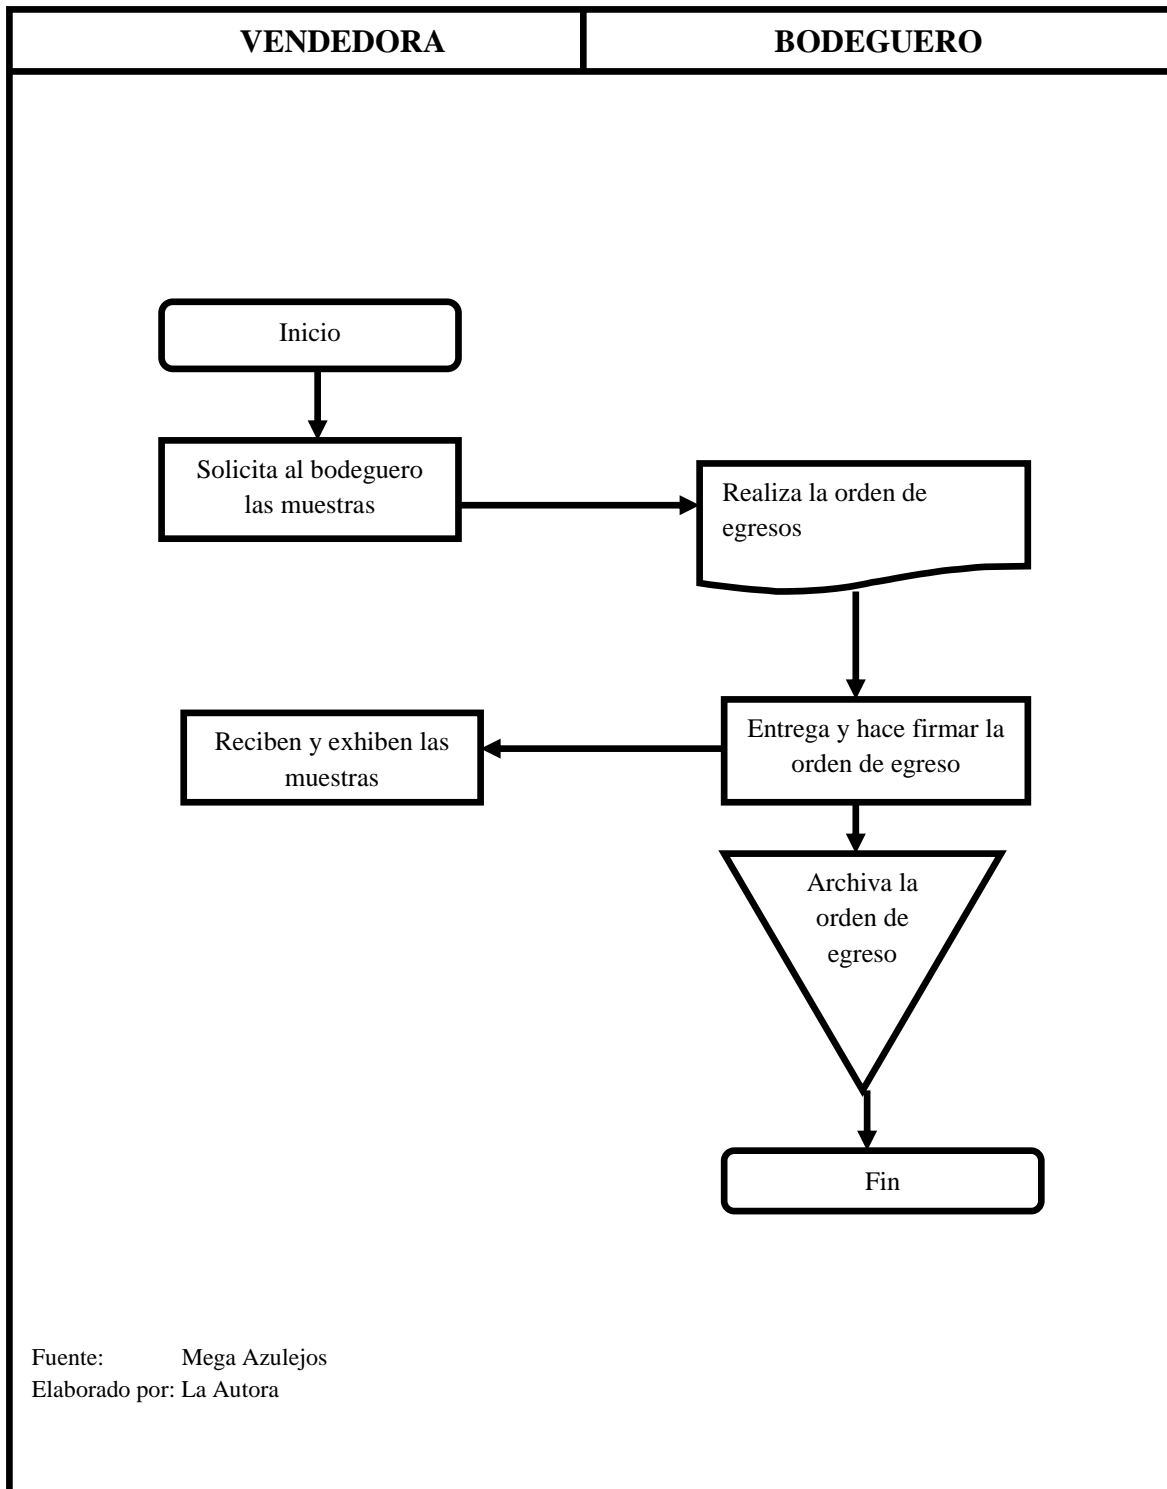 VENDEDORA
BODEGUERO
Inicio
Solicita al bodeguero
las muestras
Realiza la orden de
egresos
Reciben y exhiben las
muestras
Entrega y hace firmar la
orden de egreso
Archiva la
orden de
egreso
Fin
Fuente: Mega Azulejos
Elaborado por: La Autora